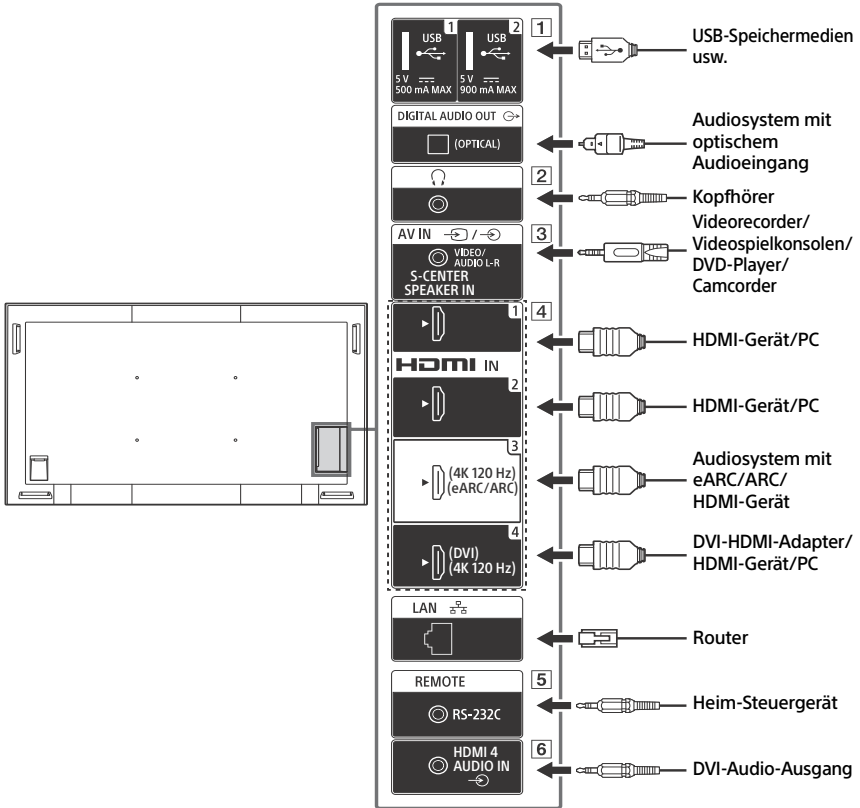 1
USB
5 V
500 mA MAX
2
USB
5 V
900 mA MAX
1
USB-Speichermedien
usw.
DIGITAL AUDIO OUT
(OPTICAL)
Audiosystem mit
optischem
Audioeingang
2
Kopfhörer
AV IN /
3
VIDEO/
AUDIO L-R
S-CENTER
SPEAKER IN
Videorecorder/
Videospielkonsolen/
DVD-Player/
Camcorder
1
4
HDMI-Gerät/PC
HDMI IN
2
HDMI-Gerät/PC
3
(4K 120 Hz)
(eARC/ARC)
Audiosystem mit
eARC/ARC/
HDMI-Gerät
4
(DVI)
(4K 120 Hz)
DVI-HDMI-Adapter/
HDMI-Gerät/PC
LAN
Router
REMOTE
5
RS-232C
Heim-Steuergerät
6
HDMI 4
AUDIO IN
DVI-Audio-Ausgang